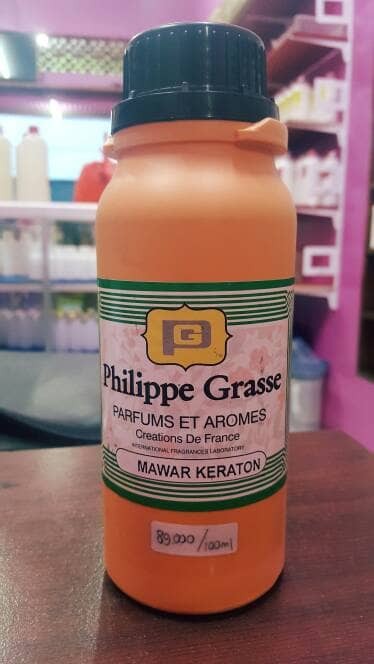 PG
Philippe Grasse
PARFUMS ET AROMES
Creations De France
INTERNATIONAL FRAGRANCES LABORATORY
MAWAR KERATON
89.000/100ml